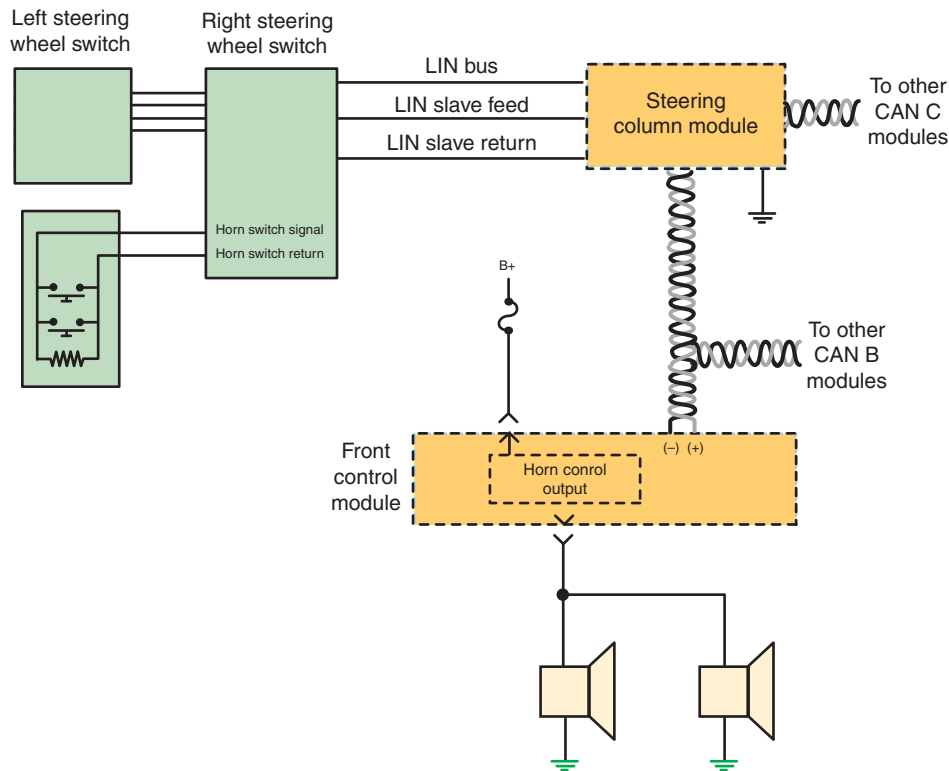 Left steering
wheel switch
Right steering
wheel switch
LIN bus
LIN slave feed
LIN slave return
Steering
column module
To other
CAN C
modules
Horn switch signal
Horn switch return
B+
To other
CAN B
modules
Front
control
module
(−) (+)
Horn conrol
output